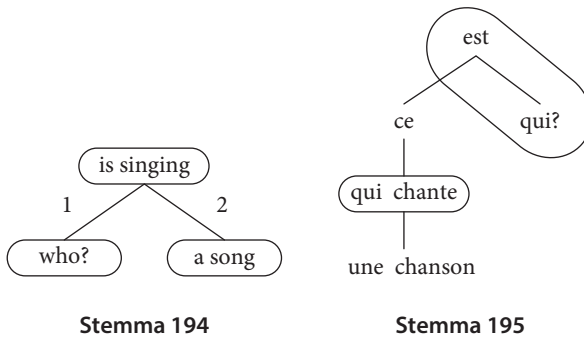 est
ce qui?
is singing
qui chante
1 2
who? a song
une chanson
Stemma 194 Stemma 195